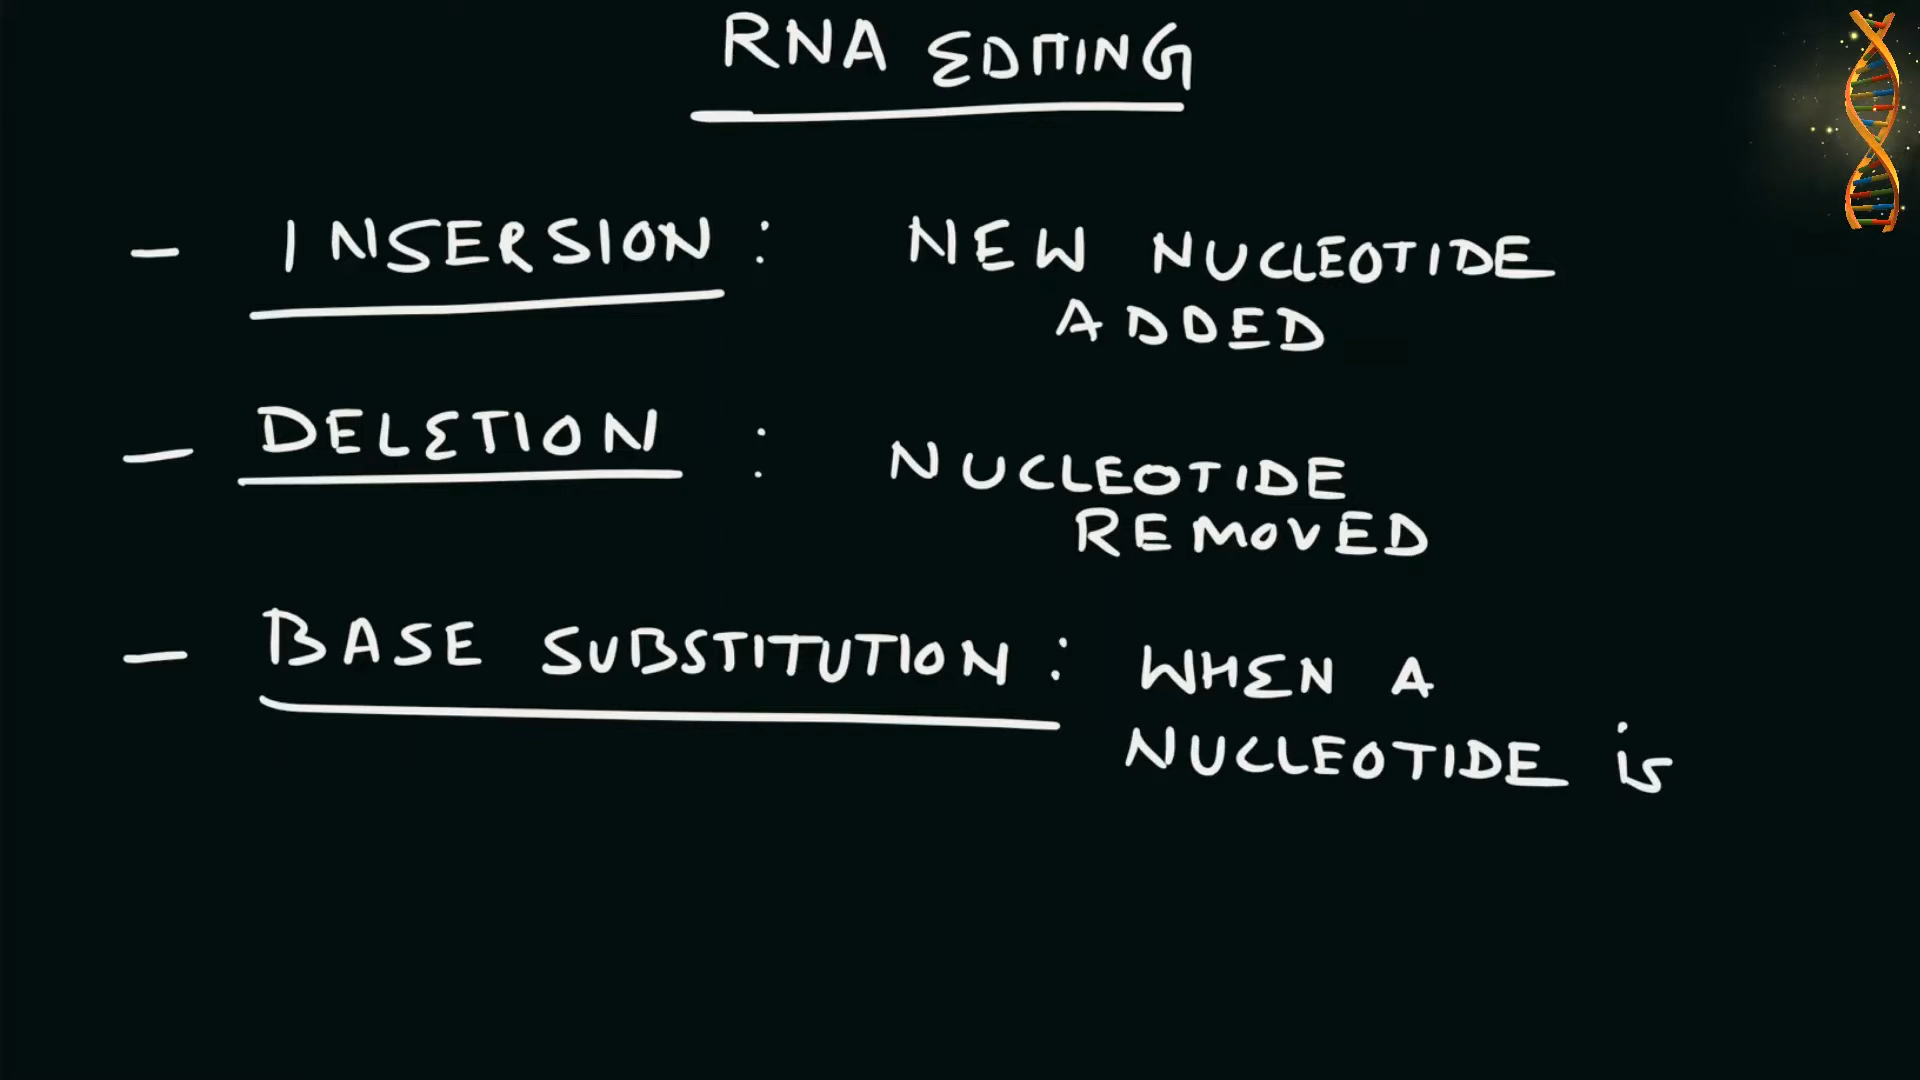 RNA EDITING
- INSERSION : NEW NUCLEOTIDE
ADDED
- DELETION : NUCLEOTIDE
REMOVED
- BASE SUBSTITUTION : WHEN A
NUCLEOTIDE is